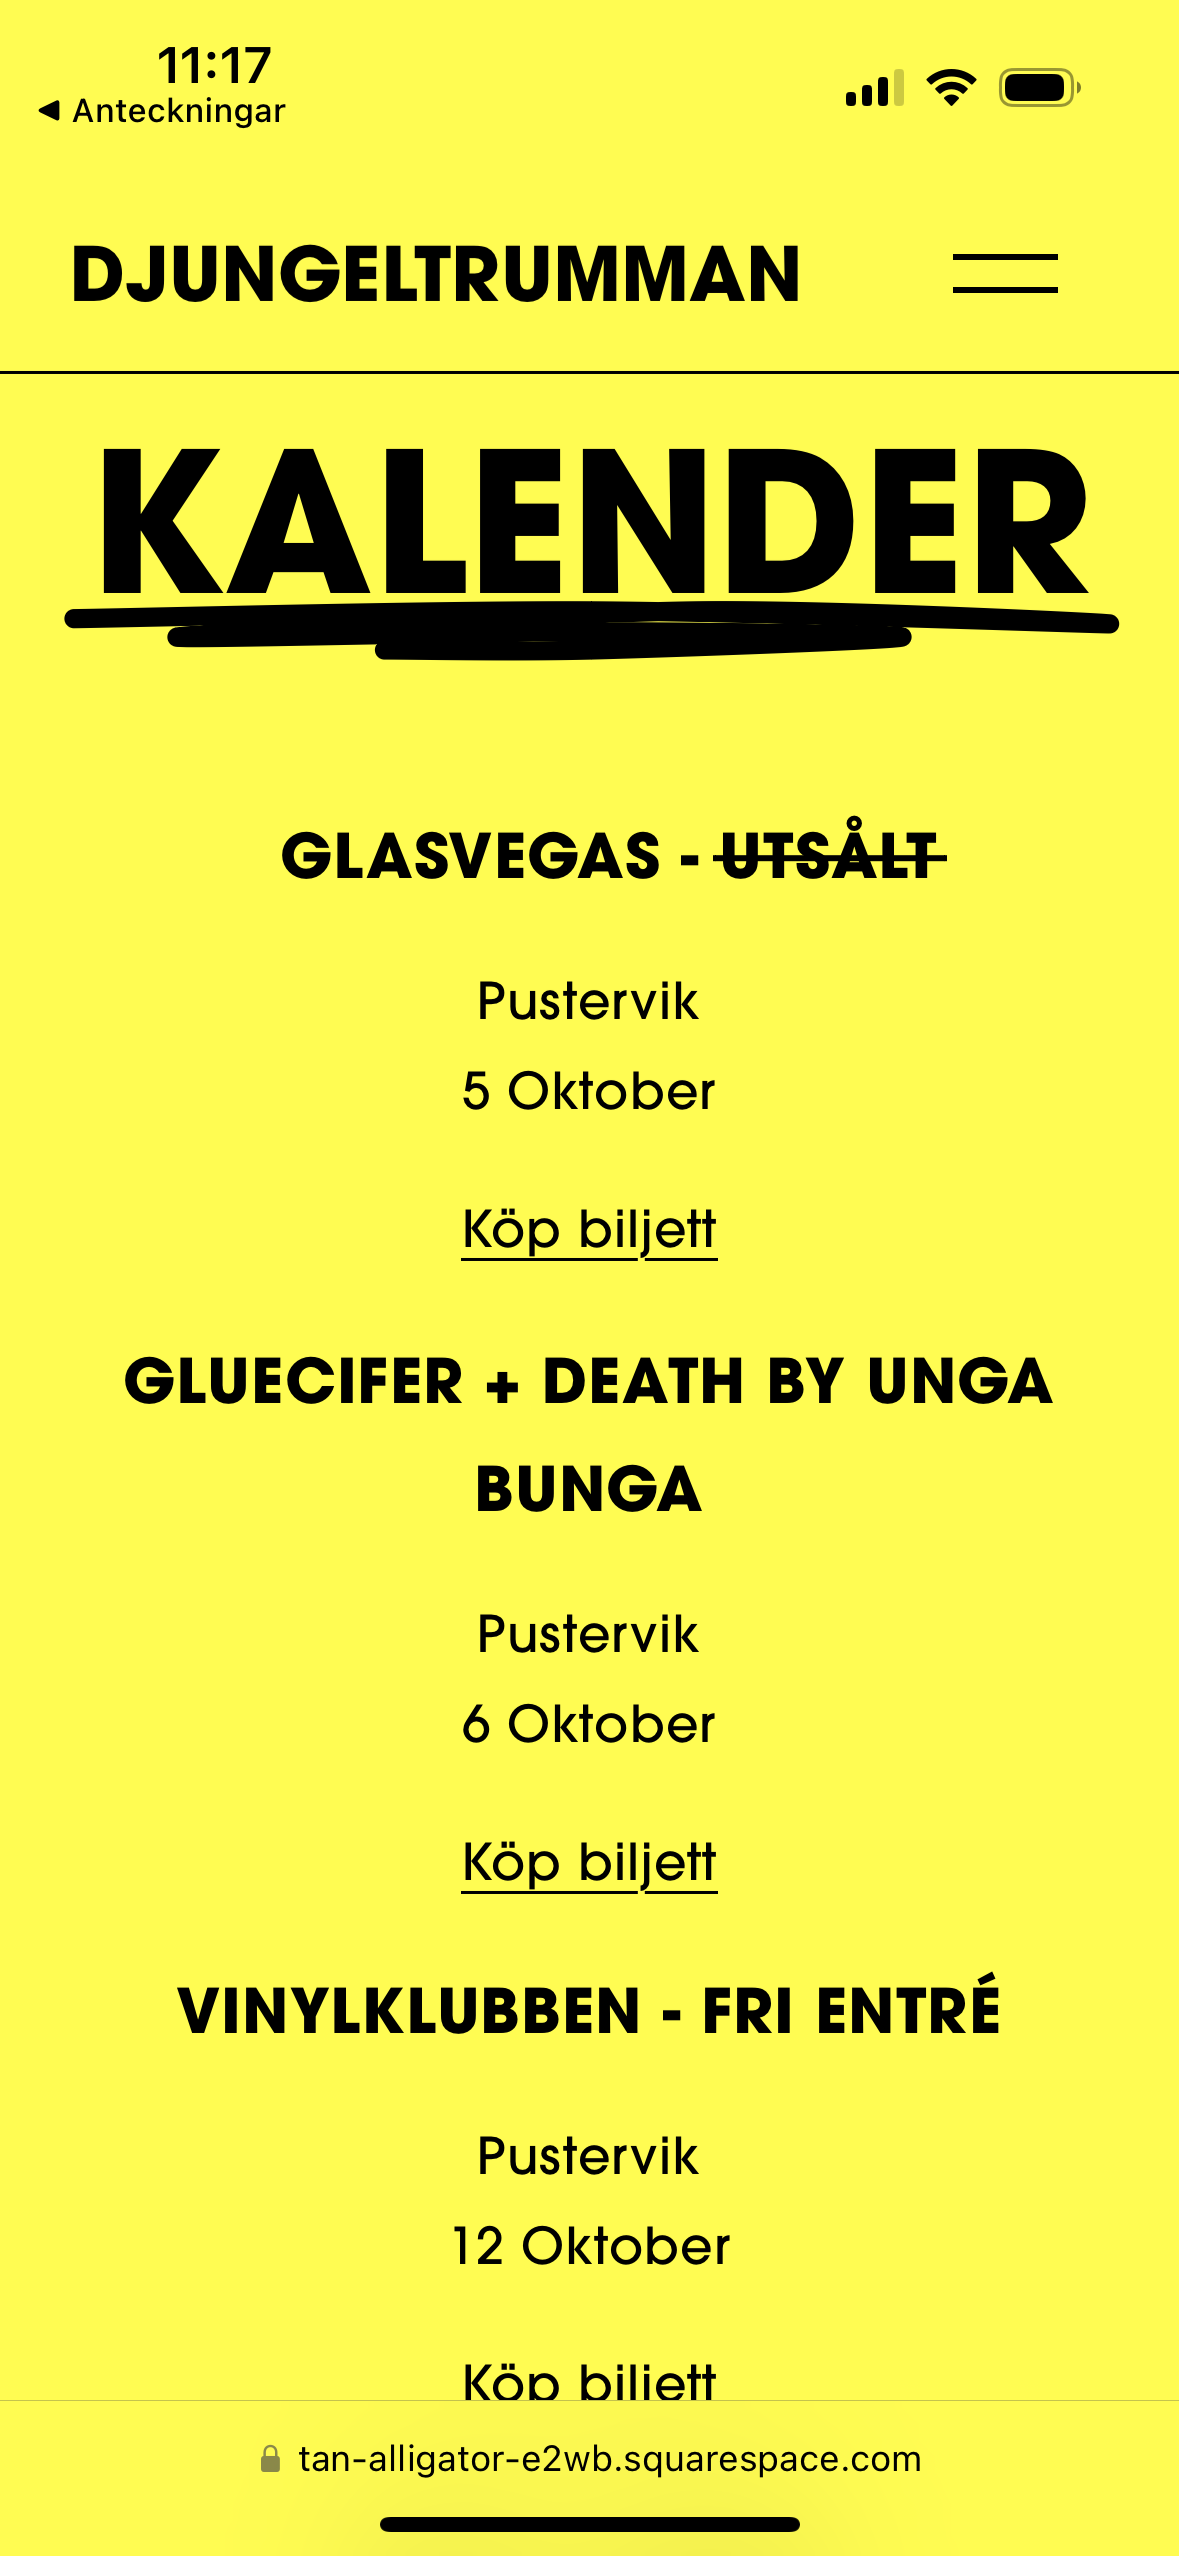 11:17
Anteckningar
DJUNGELTRUMMAN
KALENDER
GLASVEGAS - UTSÅLT
Pustervik
5 Oktober
Köp biljett
GLUECIFER + DEATH BY UNGA
BUNGA
Pustervik
6 Oktober
Köp biljett
VINYLKLUBBEN - FRI ENTRÉ
Pustervik
12 Oktober
Köp biljett
tan-alligator-e2wb.squarespace.com